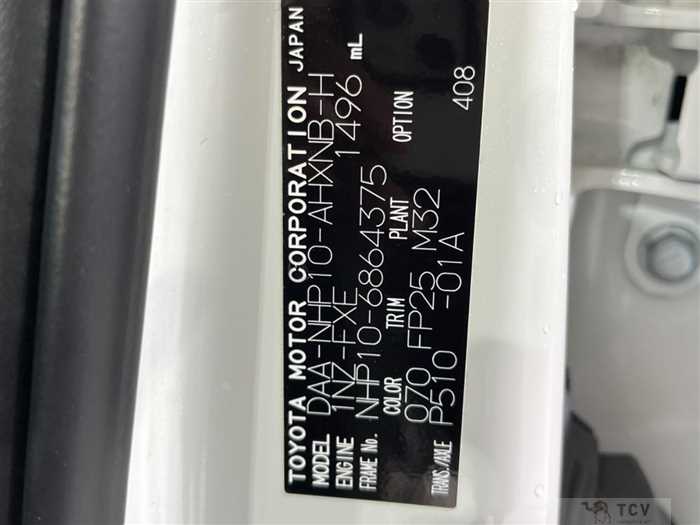 TOYOTA MOTOR CORPORATION JAPAN
MODEL DAA-NHP10-AHXNB-H
ENGINE 1NZ-FXE 1496 mL
FRAME No. NHP10-6864375
COLOR TRIM PLANT OPTION
070 FP25 M32 408
TRANS./AXLE P510 -01A
TCV